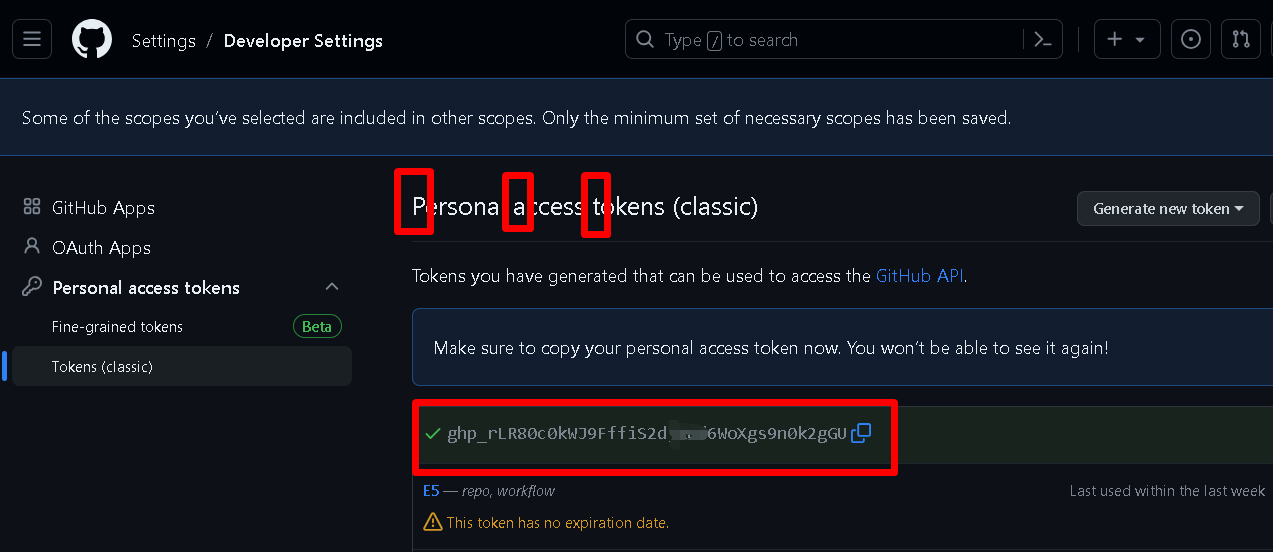 Settings / Developer Settings
Type / to search
Some of the scopes you've selected are included in other scopes. Only the minimum set of necessary scopes has been saved.
GitHub Apps
OAuth Apps
Personal access tokens
Fine-grained tokens Beta
Tokens (classic)
Personal access tokens (classic)
Generate new token
Tokens you have generated that can be used to access the GitHub API.
Make sure to copy your personal access token now. You won't be able to see it again!
E5 — repo, workflow
Last used within the last week
This token has no expiration date.